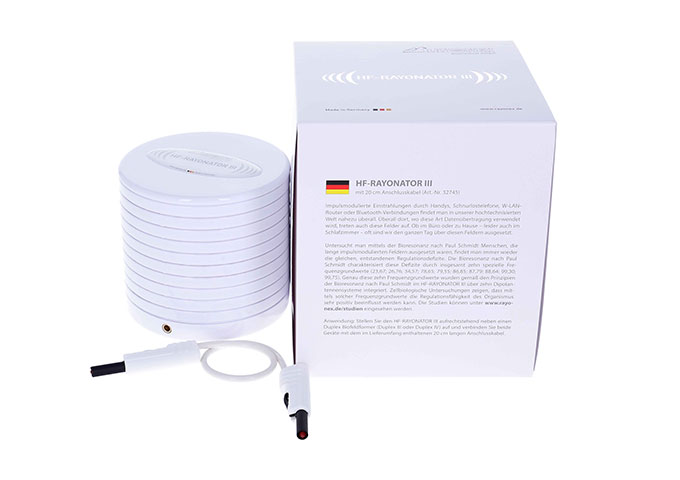 HF-RAYONATOR III
Made in Germany
www.rayonex.de
HF-RAYONATOR III
HF-RAYONATOR III
mit 20 cm Anschlusskabel (Art.-Nr. 52745)
Impulsmodulierte Einstrahlungen durch Handys, Schnurlostelefone, W-LAN-
Router oder Bluetooth-Verbindungen findet man in unserer hochtechnisierten
Welt nahezu überall. Überall dort, wo diese Art Datenübertragung verwendet
wird, treten auch diese Felder auf. Ob im Büro oder zu Hause – leider auch im
Schlafzimmer – oft sind wir den ganzen Tag über diesen Feldern ausgesetzt.
Untersucht man mittels der Bioresonanz nach Paul Schmidt Menschen, die
lange impulsmodulierten Feldern ausgesetzt waren, findet man immer wieder
die gleichen, entstandenen Regulationsdefizite. Die Bioresonanz nach Paul
Schmidt charakterisiert diese Defizite durch insgesamt zehn spezielle Fre-
quenzgrundwerte (23,67; 26,76; 34,57; 78,63; 79,93; 86,83; 87,79; 88,64; 99,30;
99,75). Genau diese zehn Frequenzgrundwerte wurden gemäß den Prinzipien
der Bioresonanz nach Paul Schmidt im HF-RAYONATOR III über zehn Dipolan-
tennensysteme integriert. Zellbiologische Untersuchungen zeigen, dass mit-
tels solcher Frequenzgrundwerte die Regulationsfähigkeit des Organismus
sehr positiv beeinflusst werden kann. Die Studien können unter www.rayo-
nex.de/studien eingesehen werden.
Anwendung: Stellen Sie den HF-RAYONATOR III aufrechtstehend neben einen
Duplex Biofeldformer (Duplex III oder Duplex IV) auf und verbinden Sie beide
Geräte mit dem im Lieferumfang enthaltenen 20 cm langen Anschlusskabel.